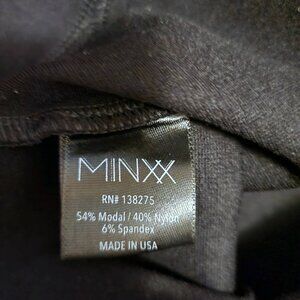 MINXX
RN# 138275
54% Modal / 40% Nylon
6% Spandex
MADE IN USA